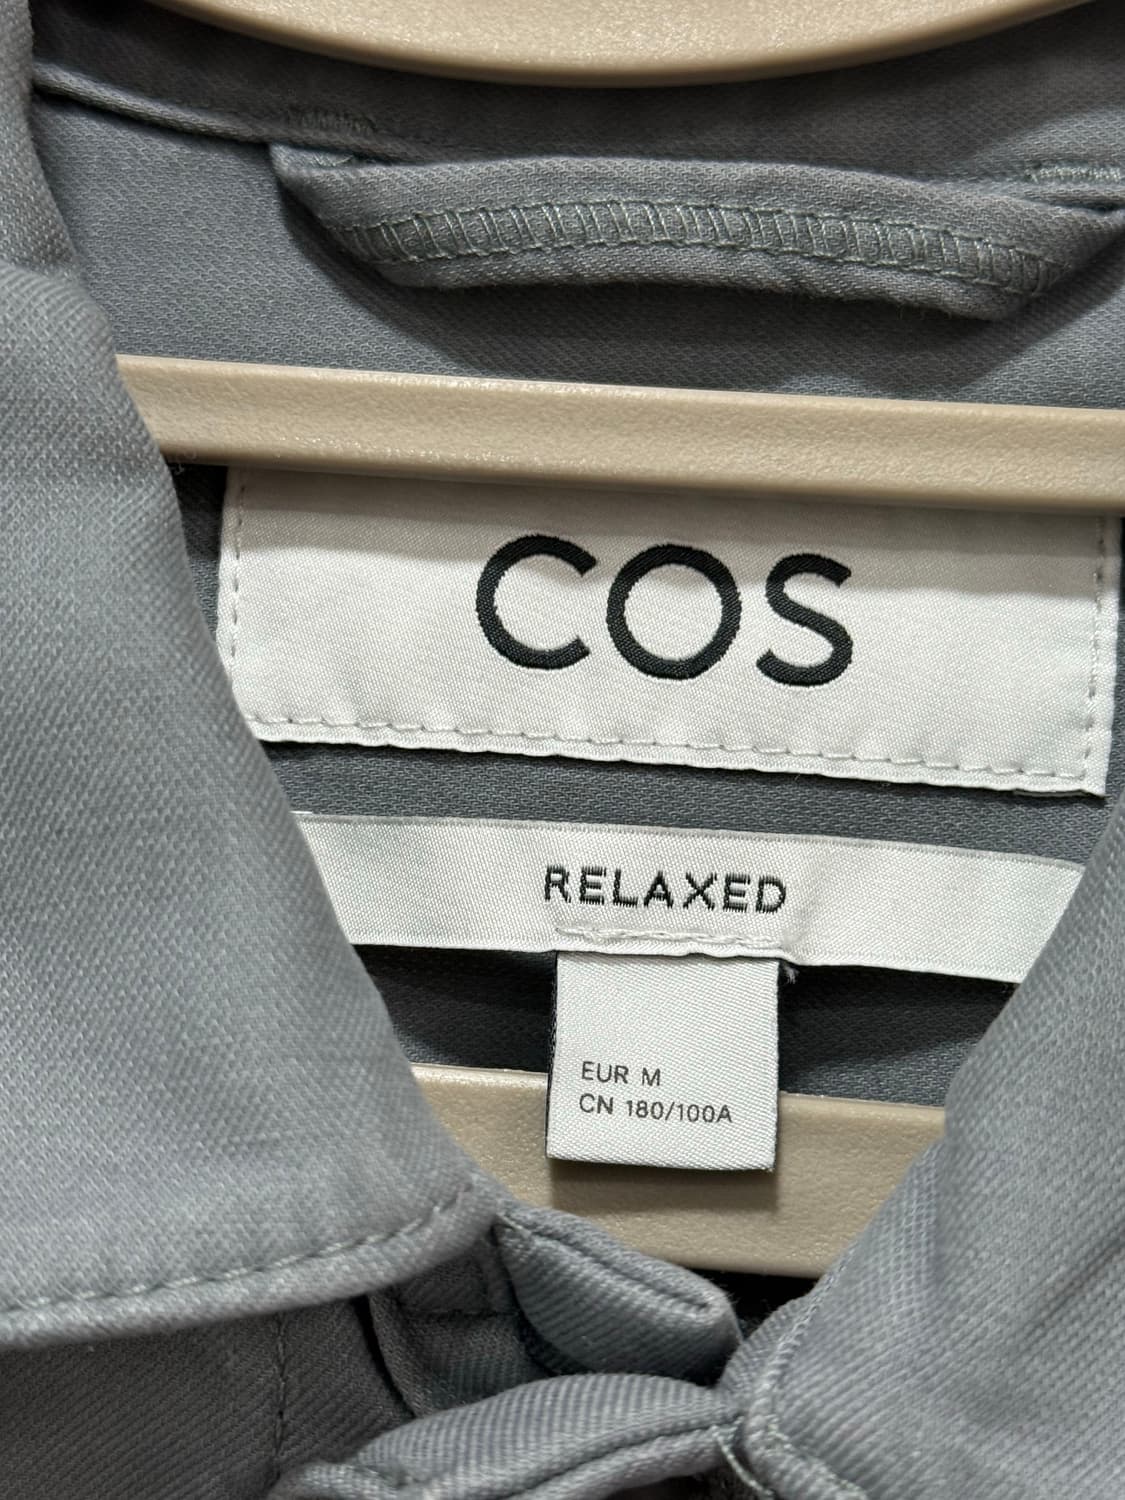 COS
RELAXED
EUR M
CN 180/100A